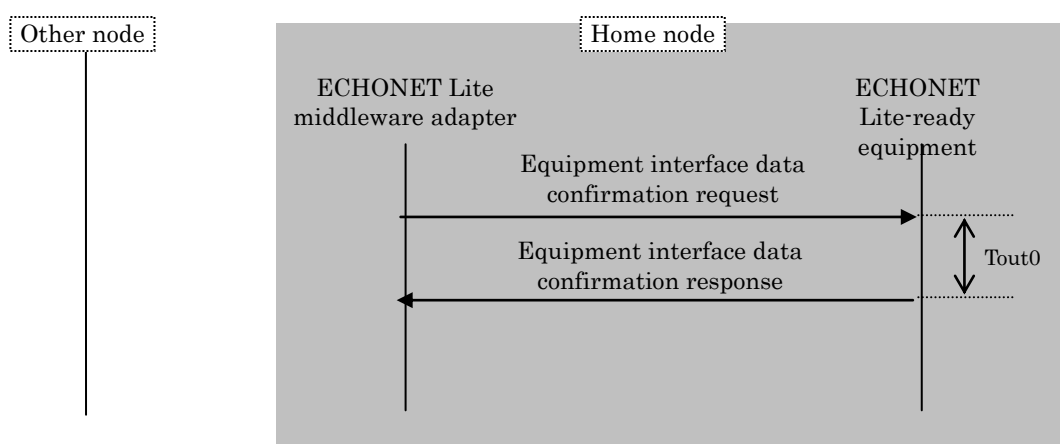 Other node
Home node
ECHONET Lite
middleware adapter
ECHONET
Lite-ready
equipment
Equipment interface data
confirmation request
Equipment interface data
confirmation response
Tout0